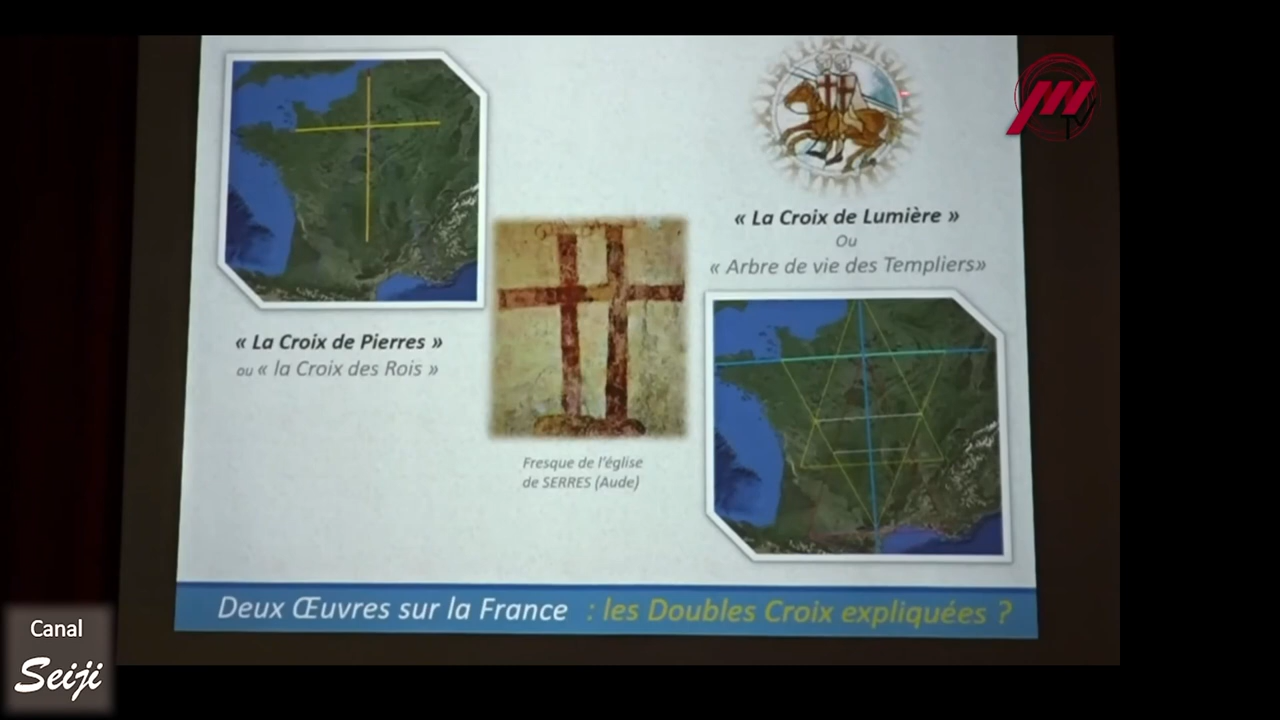 « La Croix de Pierres »
ou « la Croix des Rois »
Fresque de l'église
de SERRES (Aude)
« La Croix de Lumière »
Ou
« Arbre de vie des Templiers»
Deux Œuvres sur la France : les Doubles Croix expliquées ?
TV
Canal
Seiji